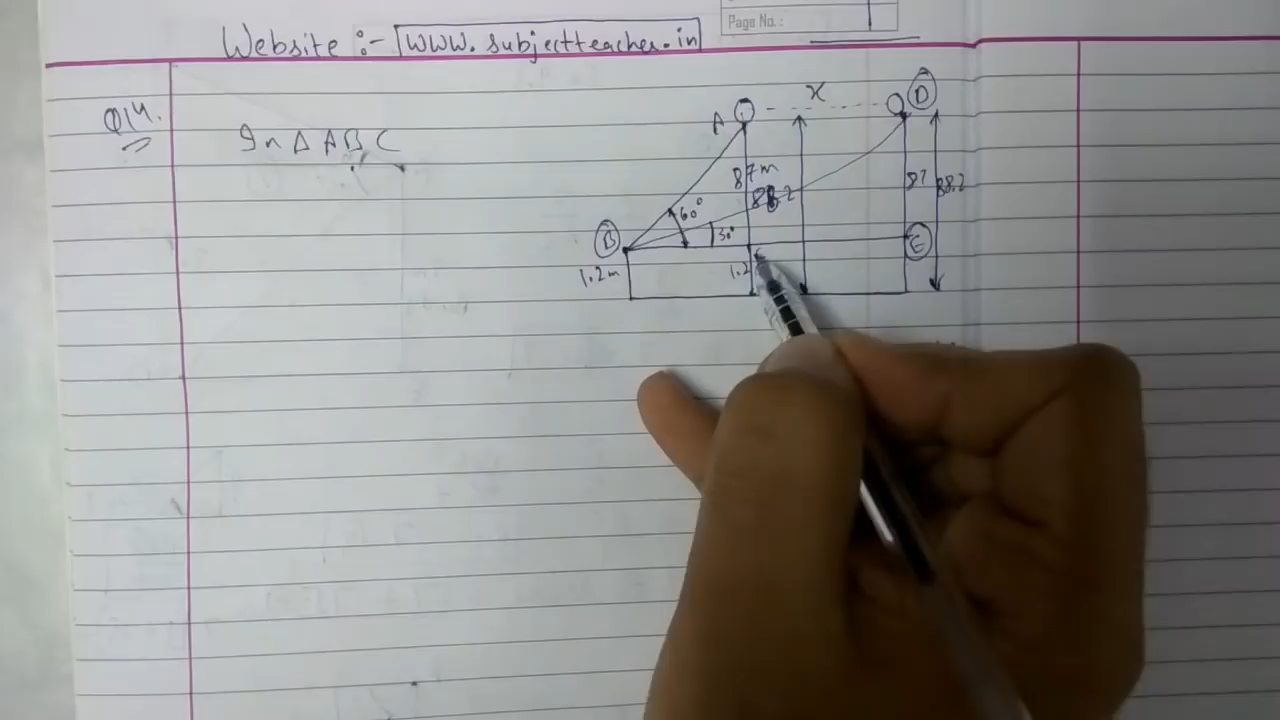 Page No. :
Website :- www.subjectteacher.in
Q14.
In Δ ABC
A
x
D
87m
88.2
87
88.2
60°
30°
B
E
1.2m
1.2
C